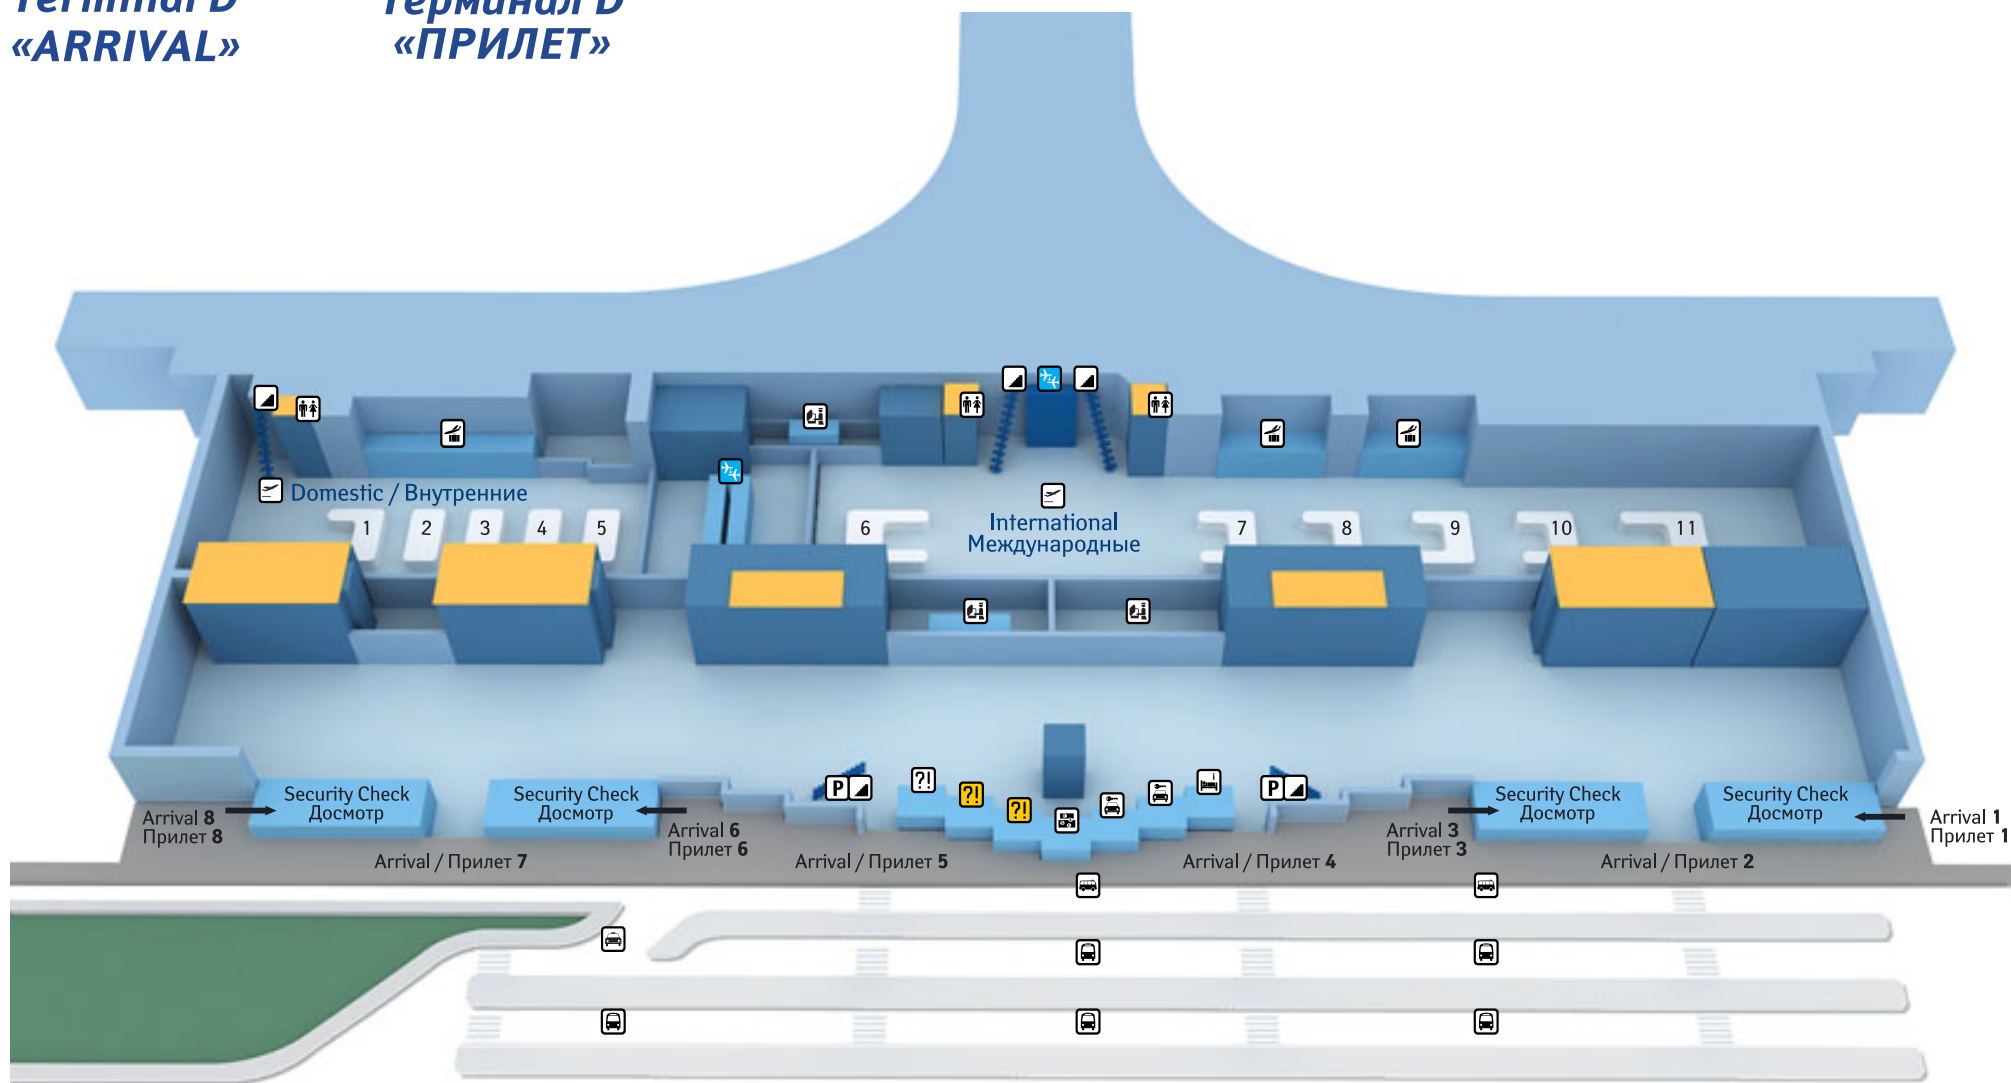 Terminal D
«ARRIVAL»
Терминал D
«ПРИЛЕТ»
Domestic / Внутренние
1
2
3
4
5
6
International
Международные
7
8
9
10
11
P
?!
?!
?!
i
P
Security Check
Досмотр
Security Check
Досмотр
Security Check
Досмотр
Security Check
Досмотр
Arrival 8
Прилет 8
Arrival 6
Прилет 6
Arrival 3
Прилет 3
Arrival 1
Прилет 1
Arrival / Прилет 7
Arrival / Прилет 5
Arrival / Прилет 4
Arrival / Прилет 2